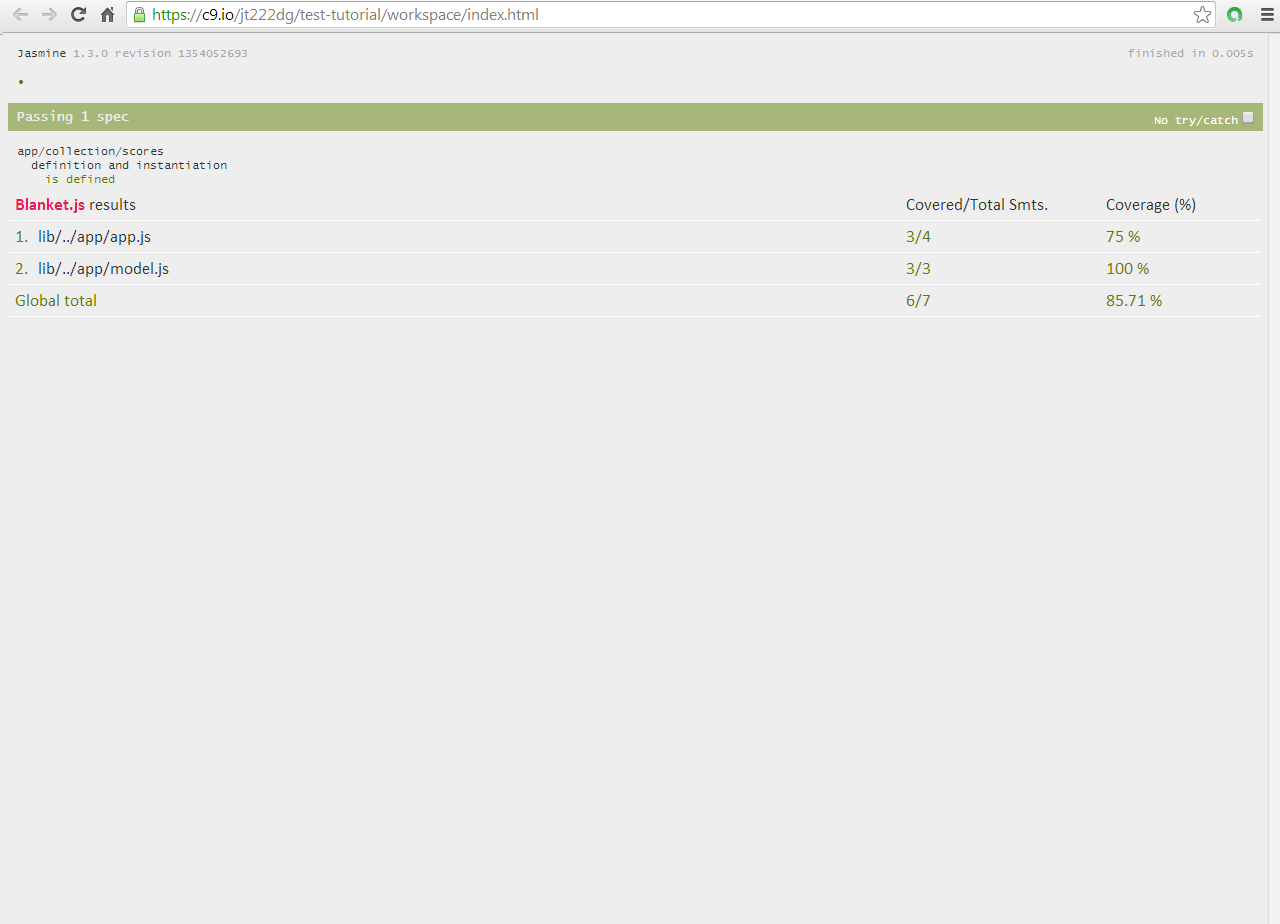 https://c9.io/jt222dg/test-tutorial/workspace/index.html
Jasmine 1.3.0 revision 1354052693 finished in 0.005s
•
Passing 1 spec No try/catch
app/collection/scores
definition and instantiation
is defined
Blanket.js results Covered/Total Smts. Coverage (%)
1. lib/../app/app.js 3/4 75 %
2. lib/../app/model.js 3/3 100 %
Global total 6/7 85.71 %